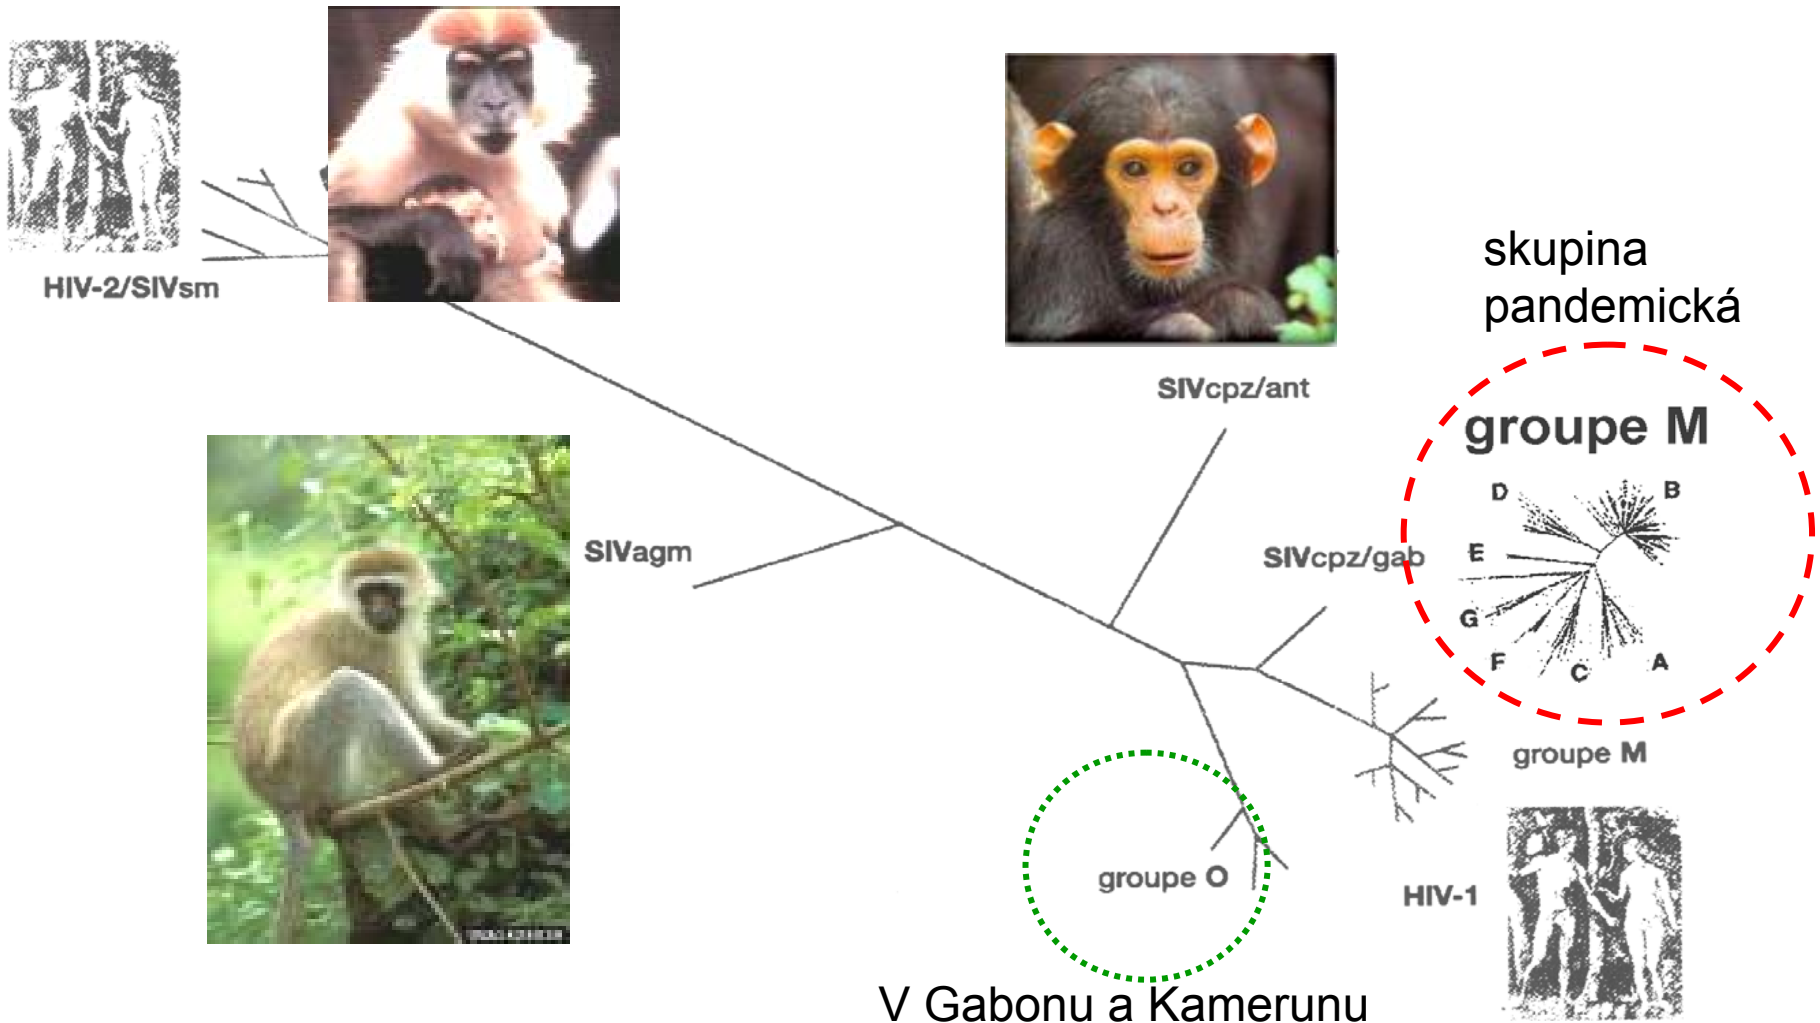 HIV-2/SIVsm
skupina
pandemická
SIVcpz/ant
groupe M
D
B
SIVagm
E
SIVcpz/gab
G
F
C
A
groupe M
groupe O
HIV-1
V Gabonu a Kamerunu